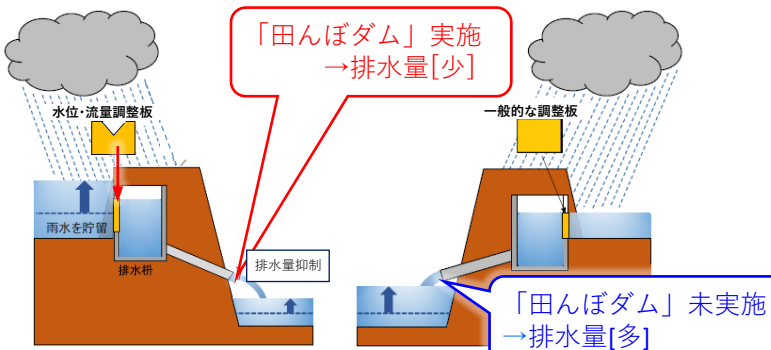 「田んぼダム」実施
→排水量[少]
水位・流量調整板
一般的な調整板
雨水を貯留
排水枡
排水量抑制
「田んぼダム」未実施
→排水量[多]